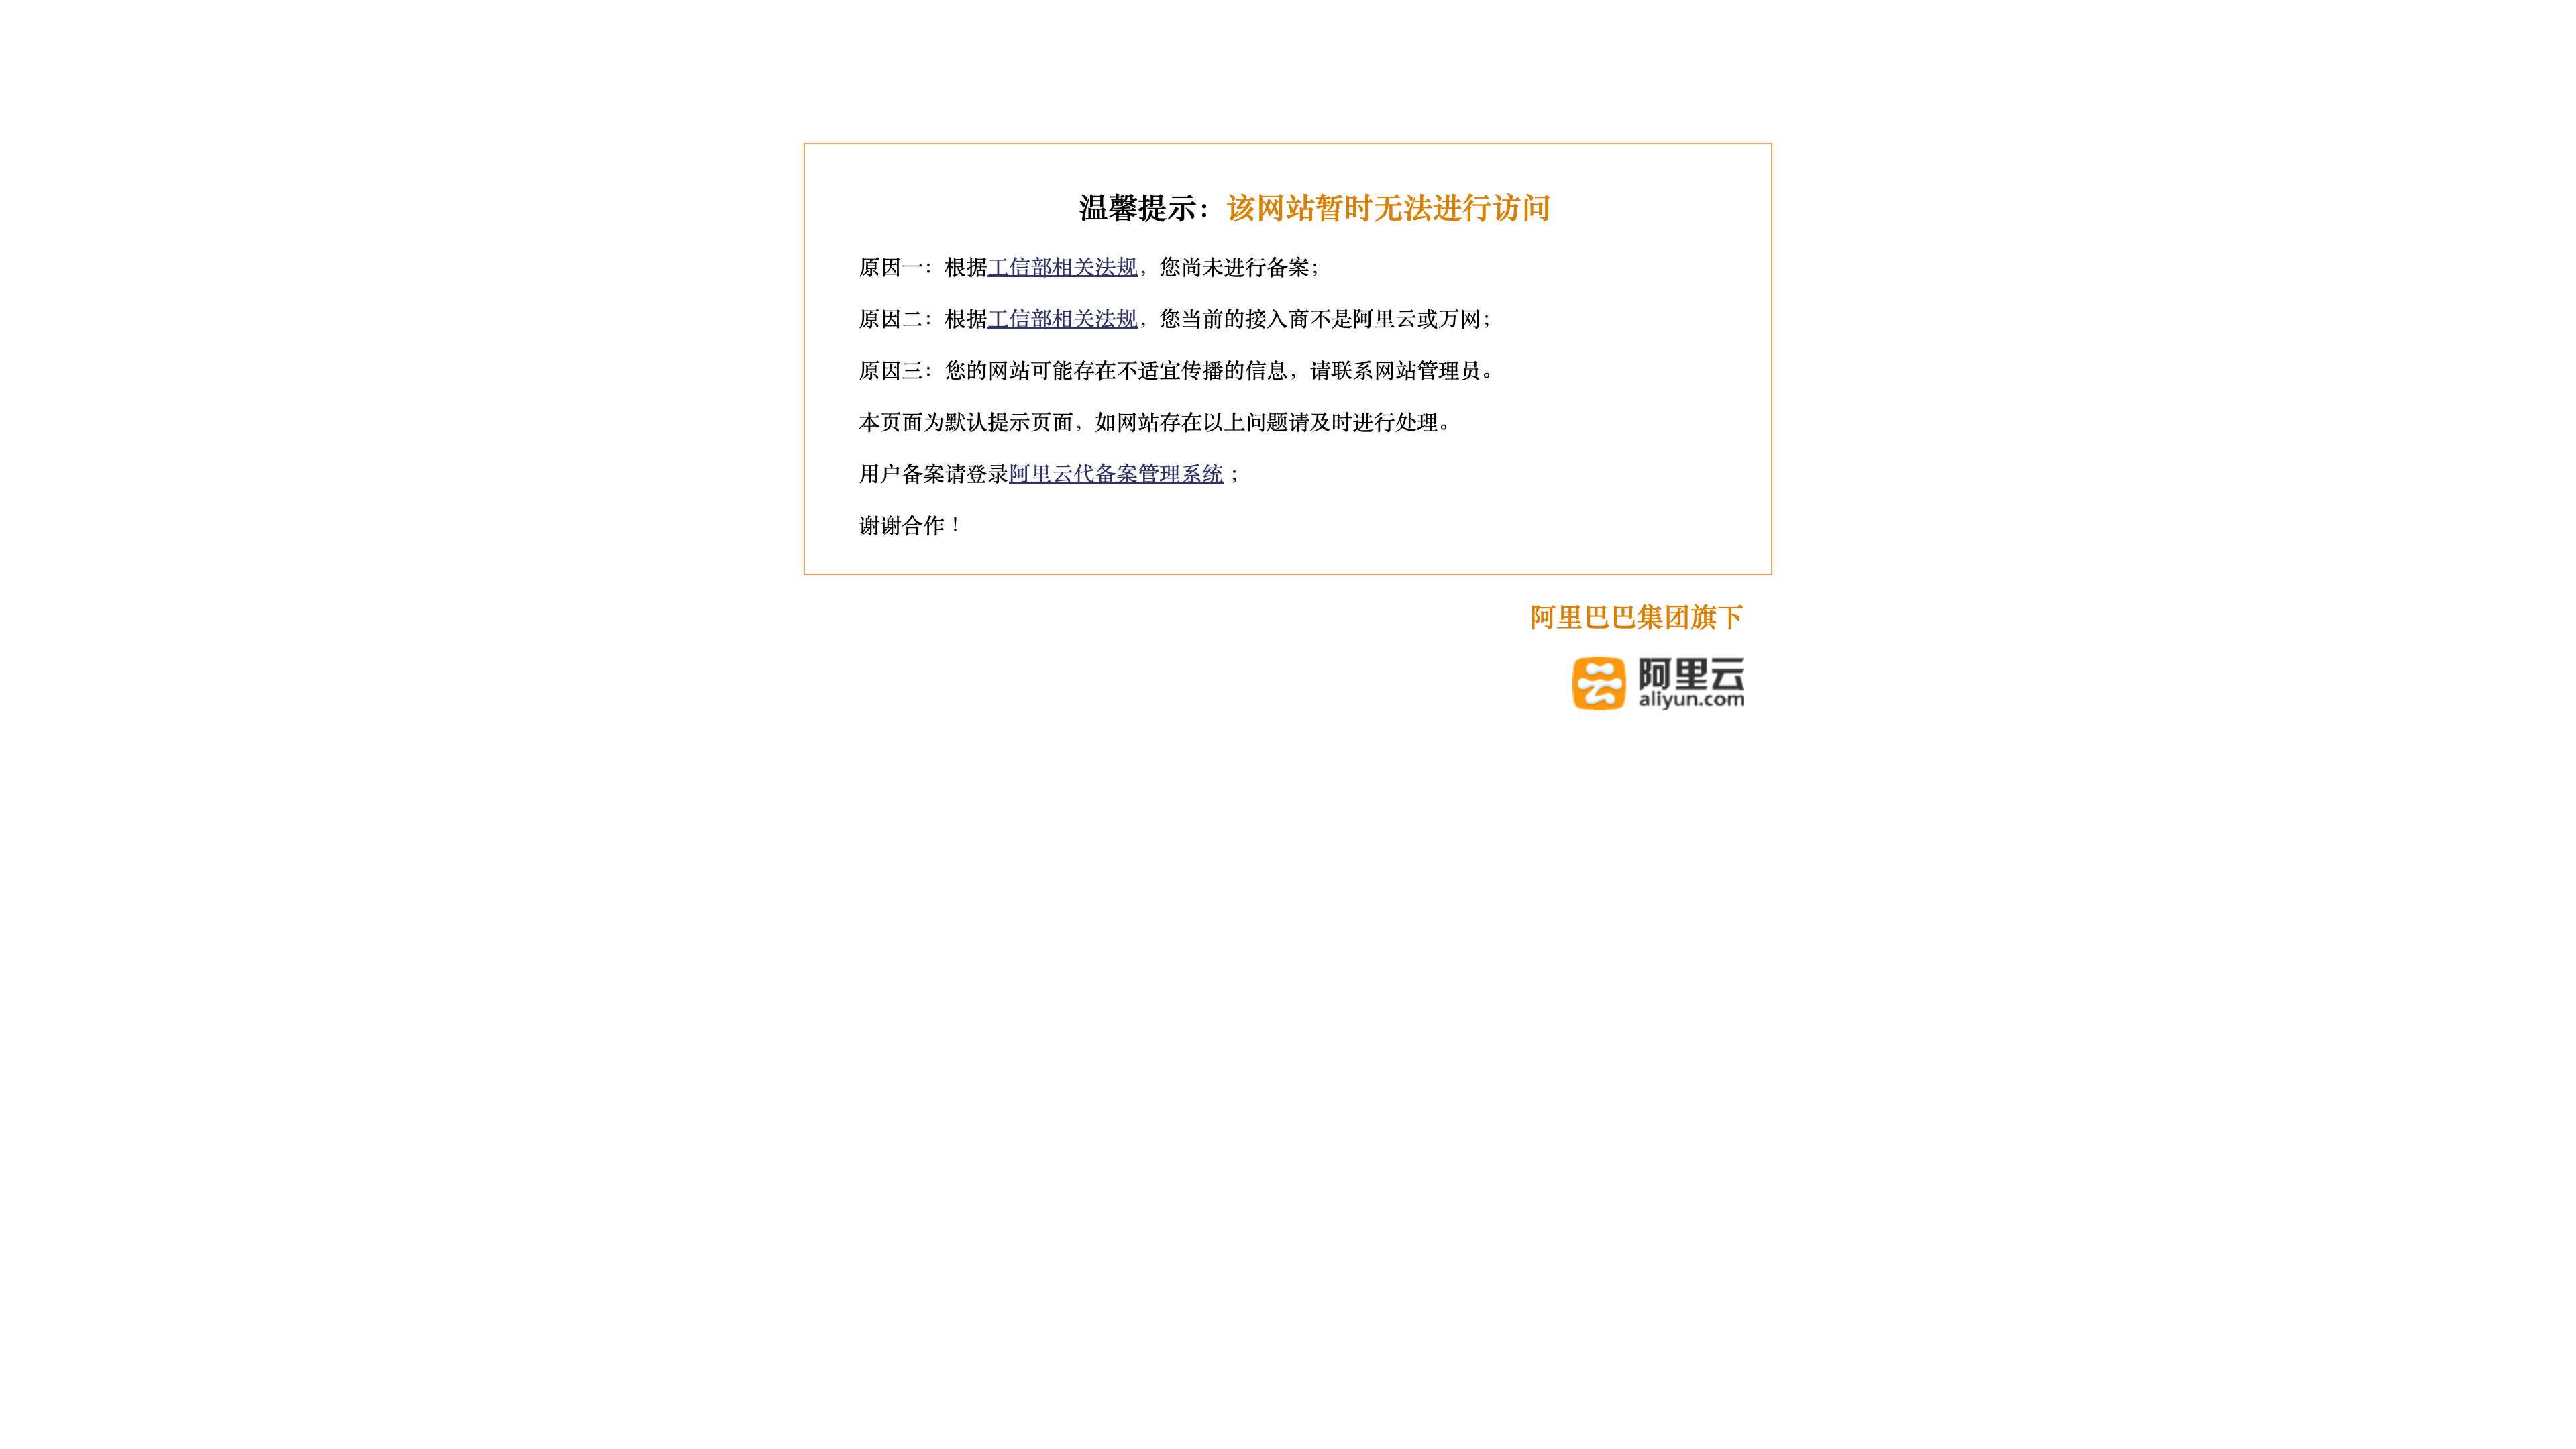 温馨提示：该网站暂时无法进行访问
原因一：根据工信部相关法规，您尚未进行备案；
原因二：根据工信部相关法规，您当前的接入商不是阿里云或万网；
原因三：您的网站可能存在不适宜传播的信息，请联系网站管理员。
本页面为默认提示页面，如网站存在以上问题请及时进行处理。
用户备案请登录阿里云代备案管理系统；
谢谢合作！
阿里巴巴集团旗下
阿里云
aliyun.com